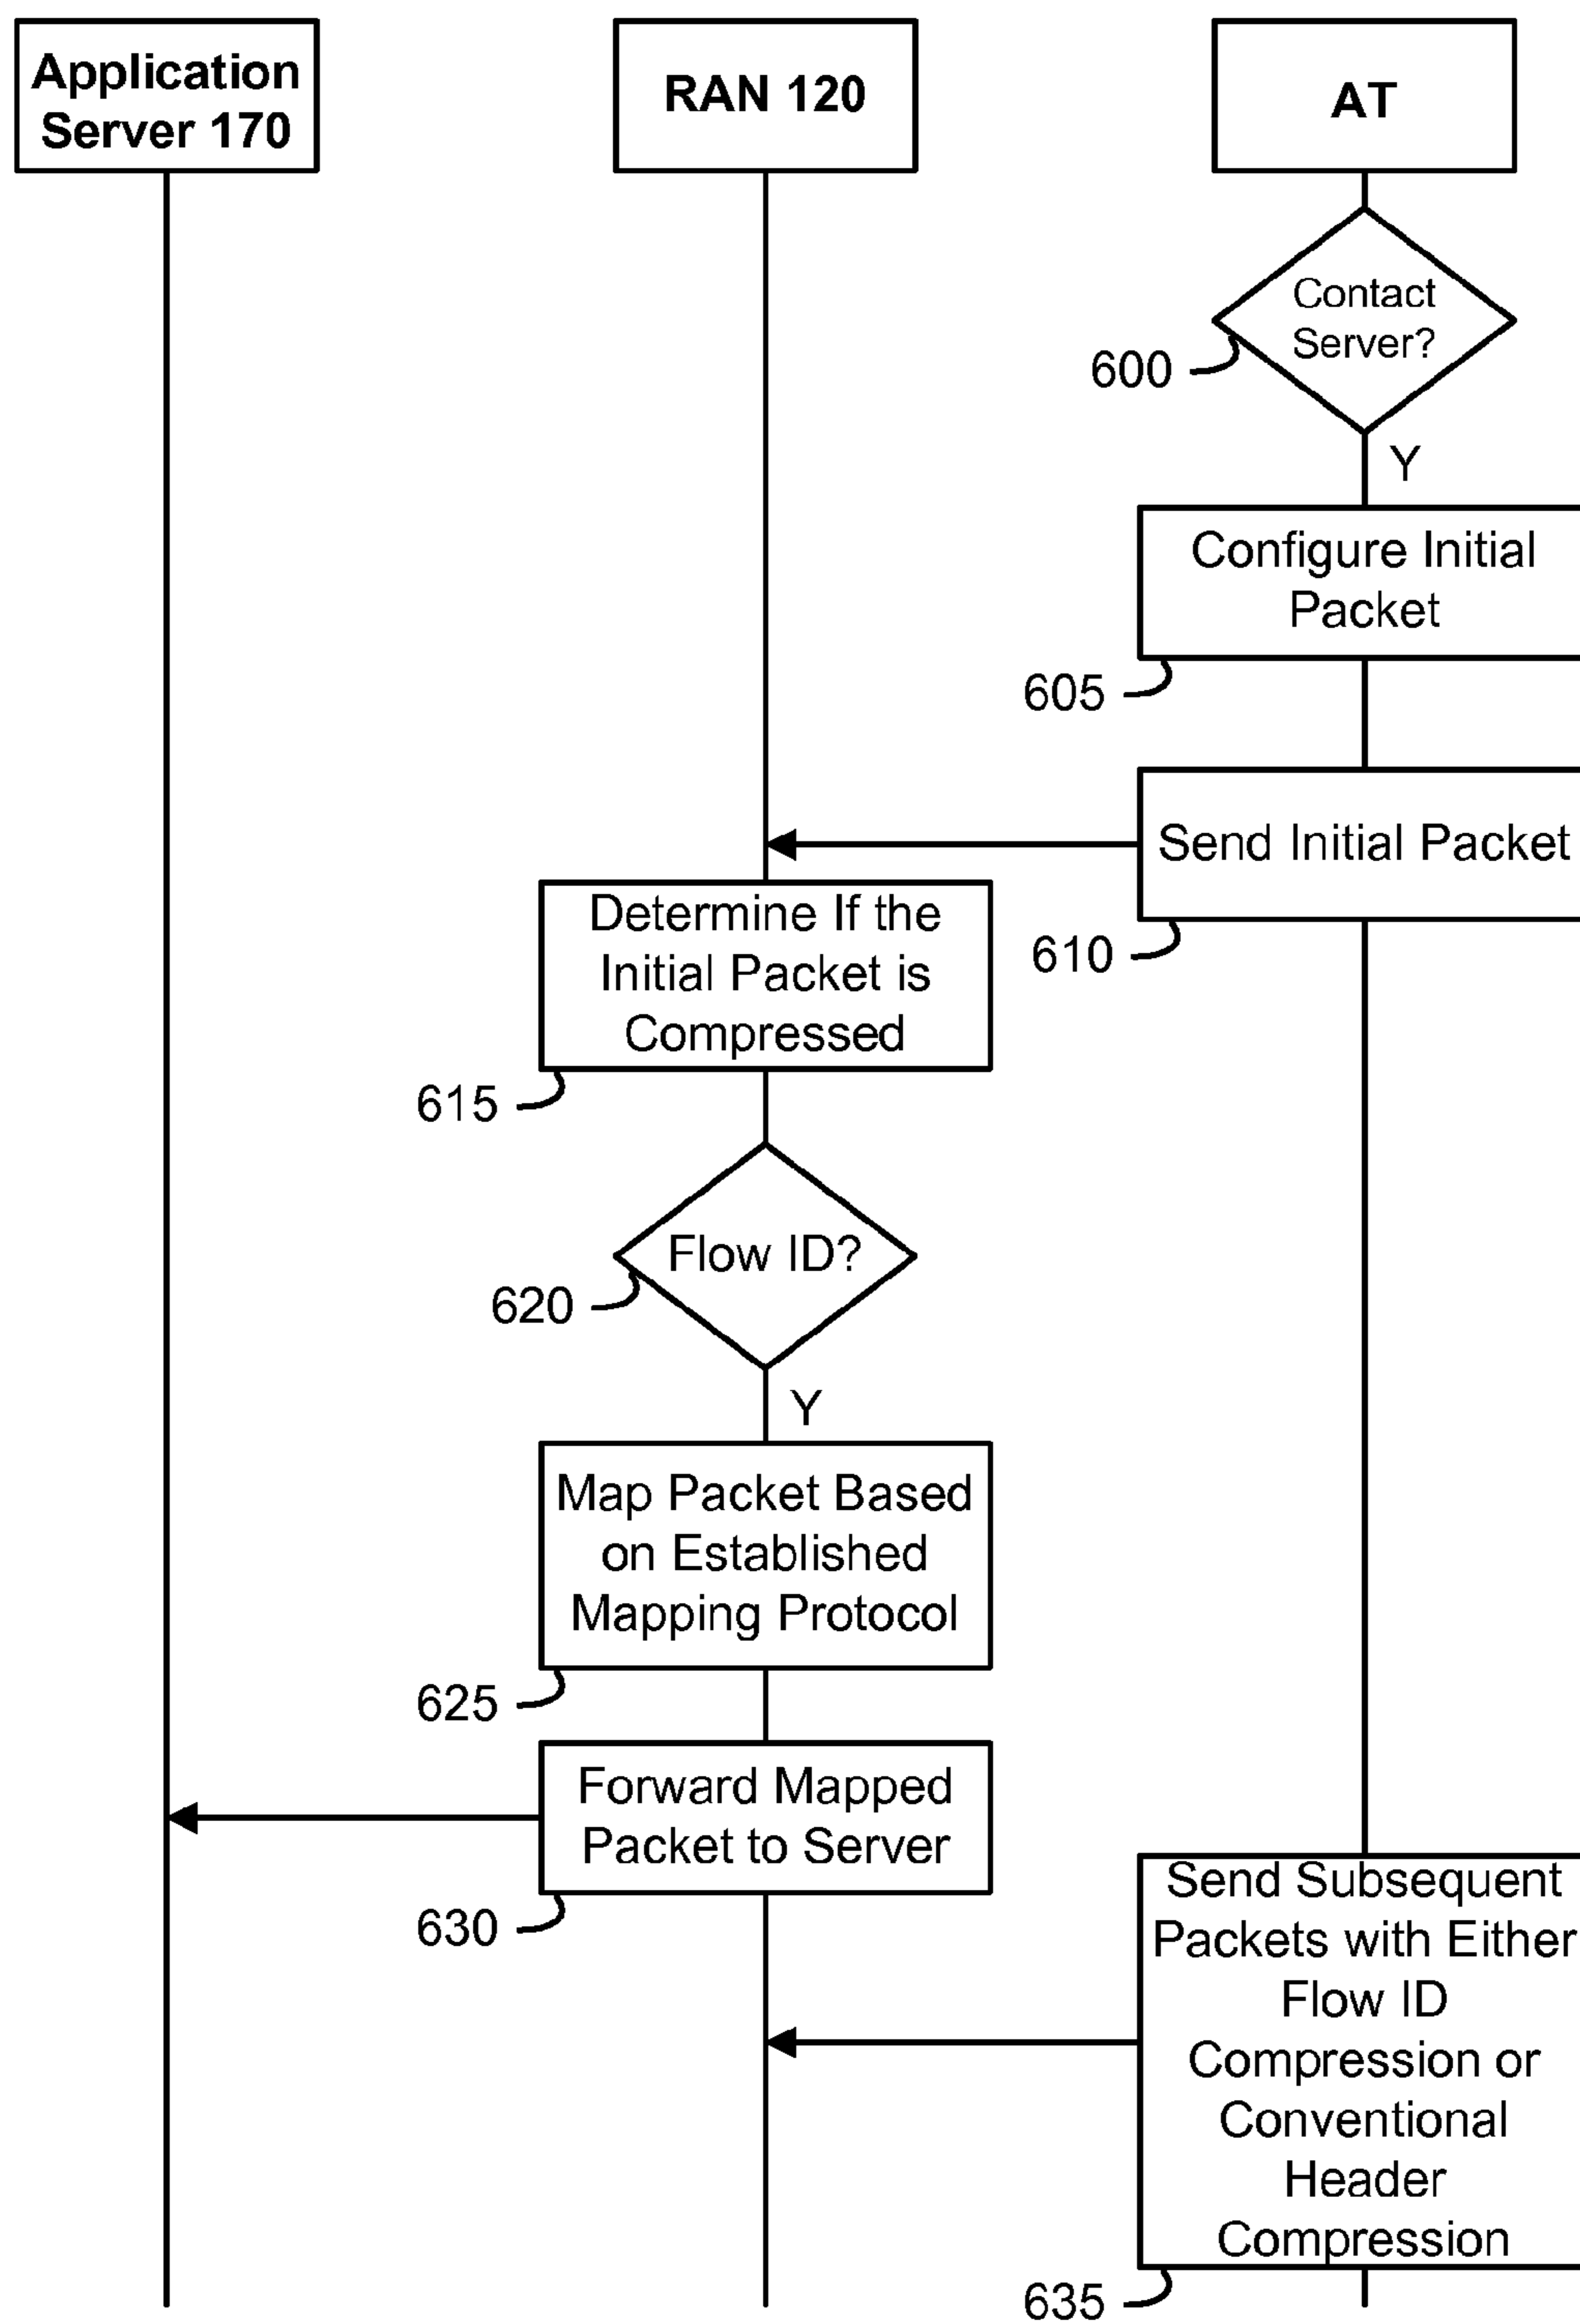 Application
Server 170
RAN 120
AT
Contact
Server?
600
Y
Configure Initial
Packet
605
Send Initial Packet
610
Determine If the
Initial Packet is
Compressed
615
Flow ID?
620
Y
Map Packet Based
on Established
Mapping Protocol
625
Forward Mapped
Packet to Server
630
Send Subsequent
Packets with Either
Flow ID
Compression or
Conventional
Header
Compression
635